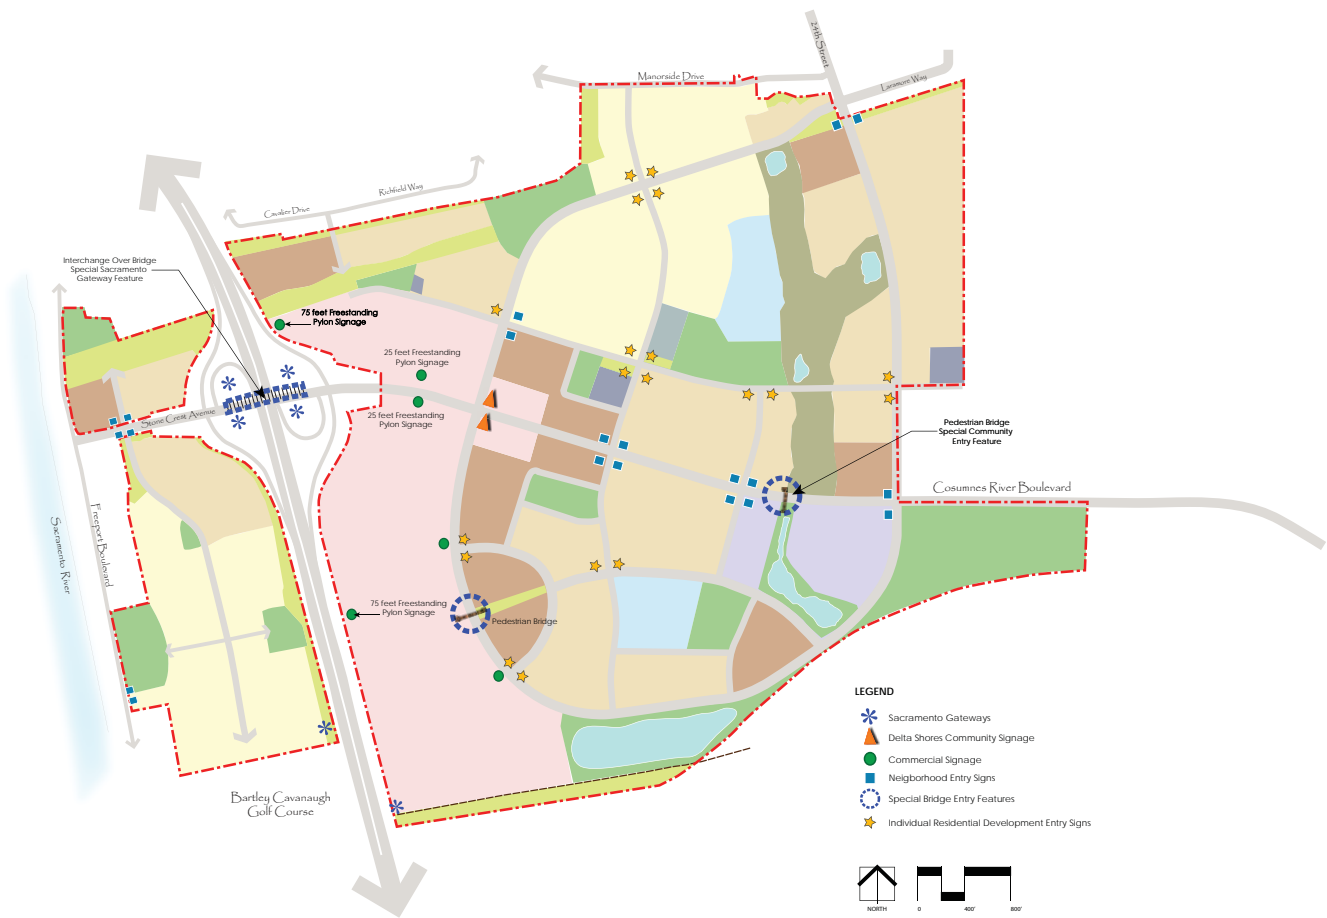 24th Street
Manorside Drive
Laramore Way
Richfield Way
Cavalier Drive
Interchange Over Bridge
Special Sacramento
Gateway Feature
75 feet Freestanding
Pylon Signage
25 feet Freestanding
Pylon Signage
25 feet Freestanding
Pylon Signage
Stone Crest Avenue
Pedestrian Bridge
Special Community
Entry Feature
Cosumnes River Boulevard
Freeport Boulevard
Sacramento River
75 feet Freestanding
Pylon Signage
Pedestrian Bridge
Bartley Cavanaugh
Golf Course
LEGEND
Sacramento Gateways
Delta Shores Community Signage
Commercial Signage
Neigborhood Entry Signs
Special Bridge Entry Features
Individual Residential Development Entry Signs
NORTH
0 400' 800'